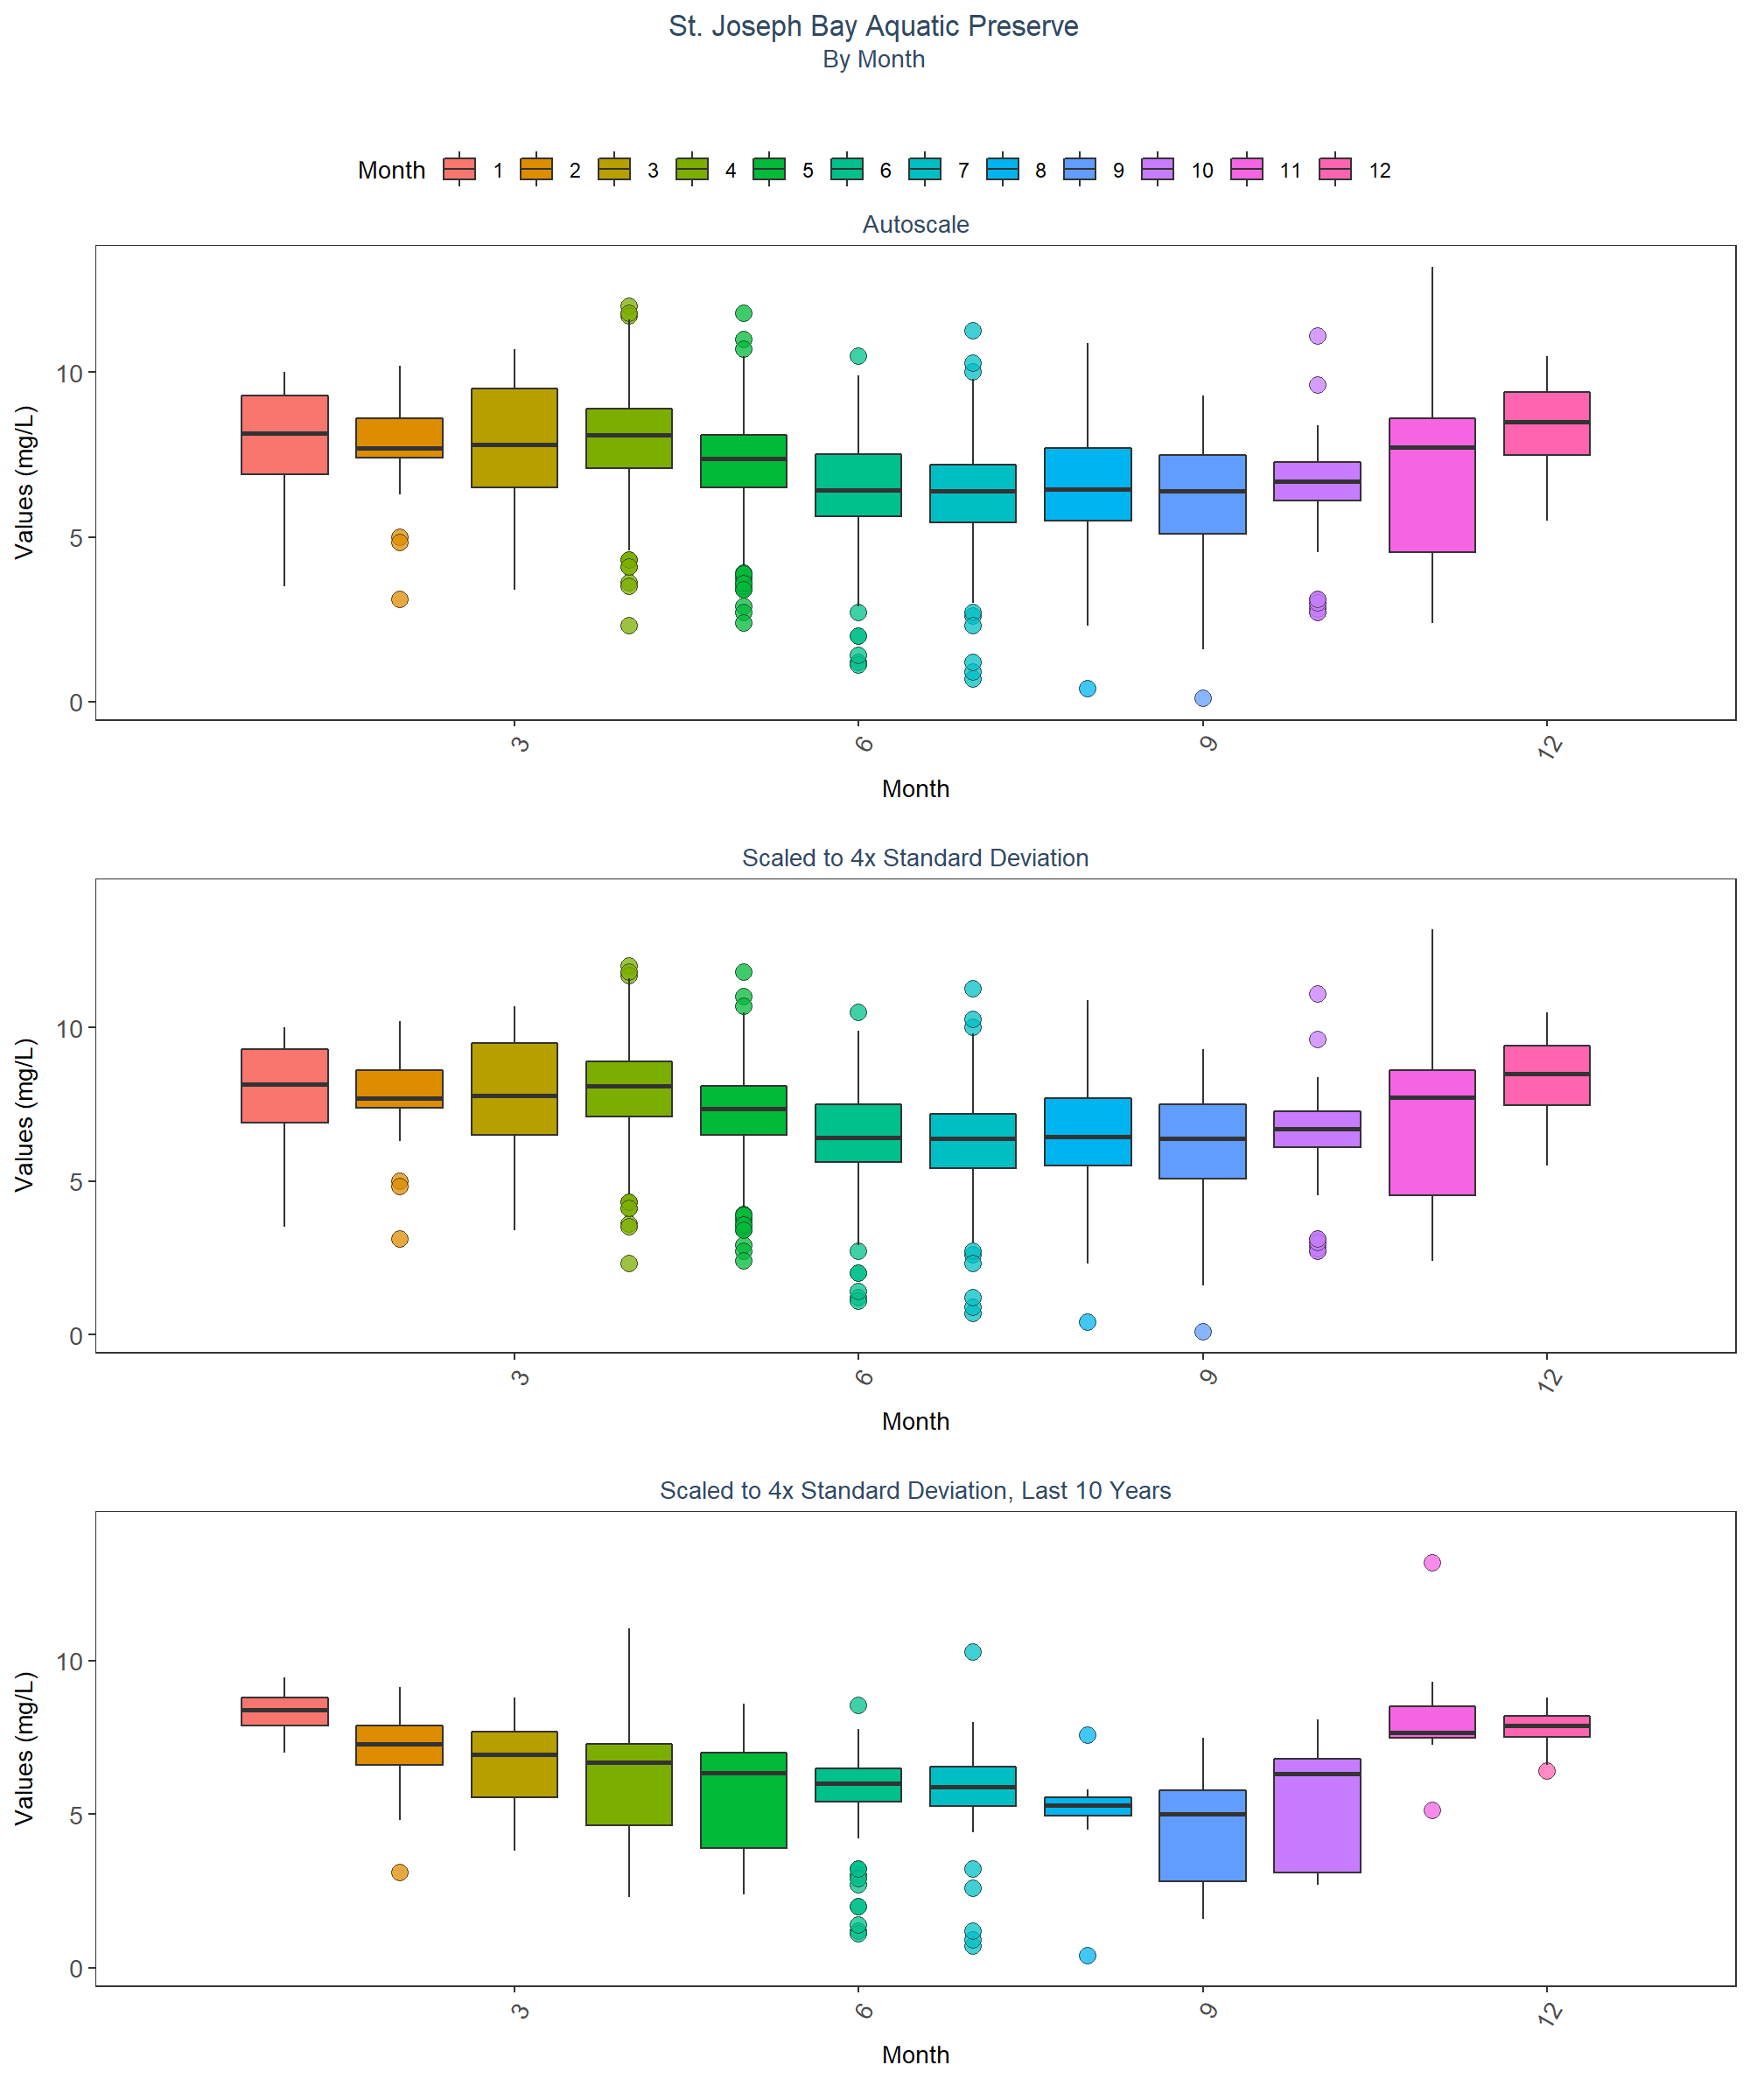 St. Joseph Bay Aquatic Preserve
By Month
Month 1 2 3 4 5 6 7 8 9 10 11 12
Autoscale
Values (mg/L)
10
5
0
3 6 9 12
Month
Scaled to 4x Standard Deviation
Values (mg/L)
10
5
0
3 6 9 12
Month
Scaled to 4x Standard Deviation, Last 10 Years
Values (mg/L)
10
5
0
3 6 9 12
Month